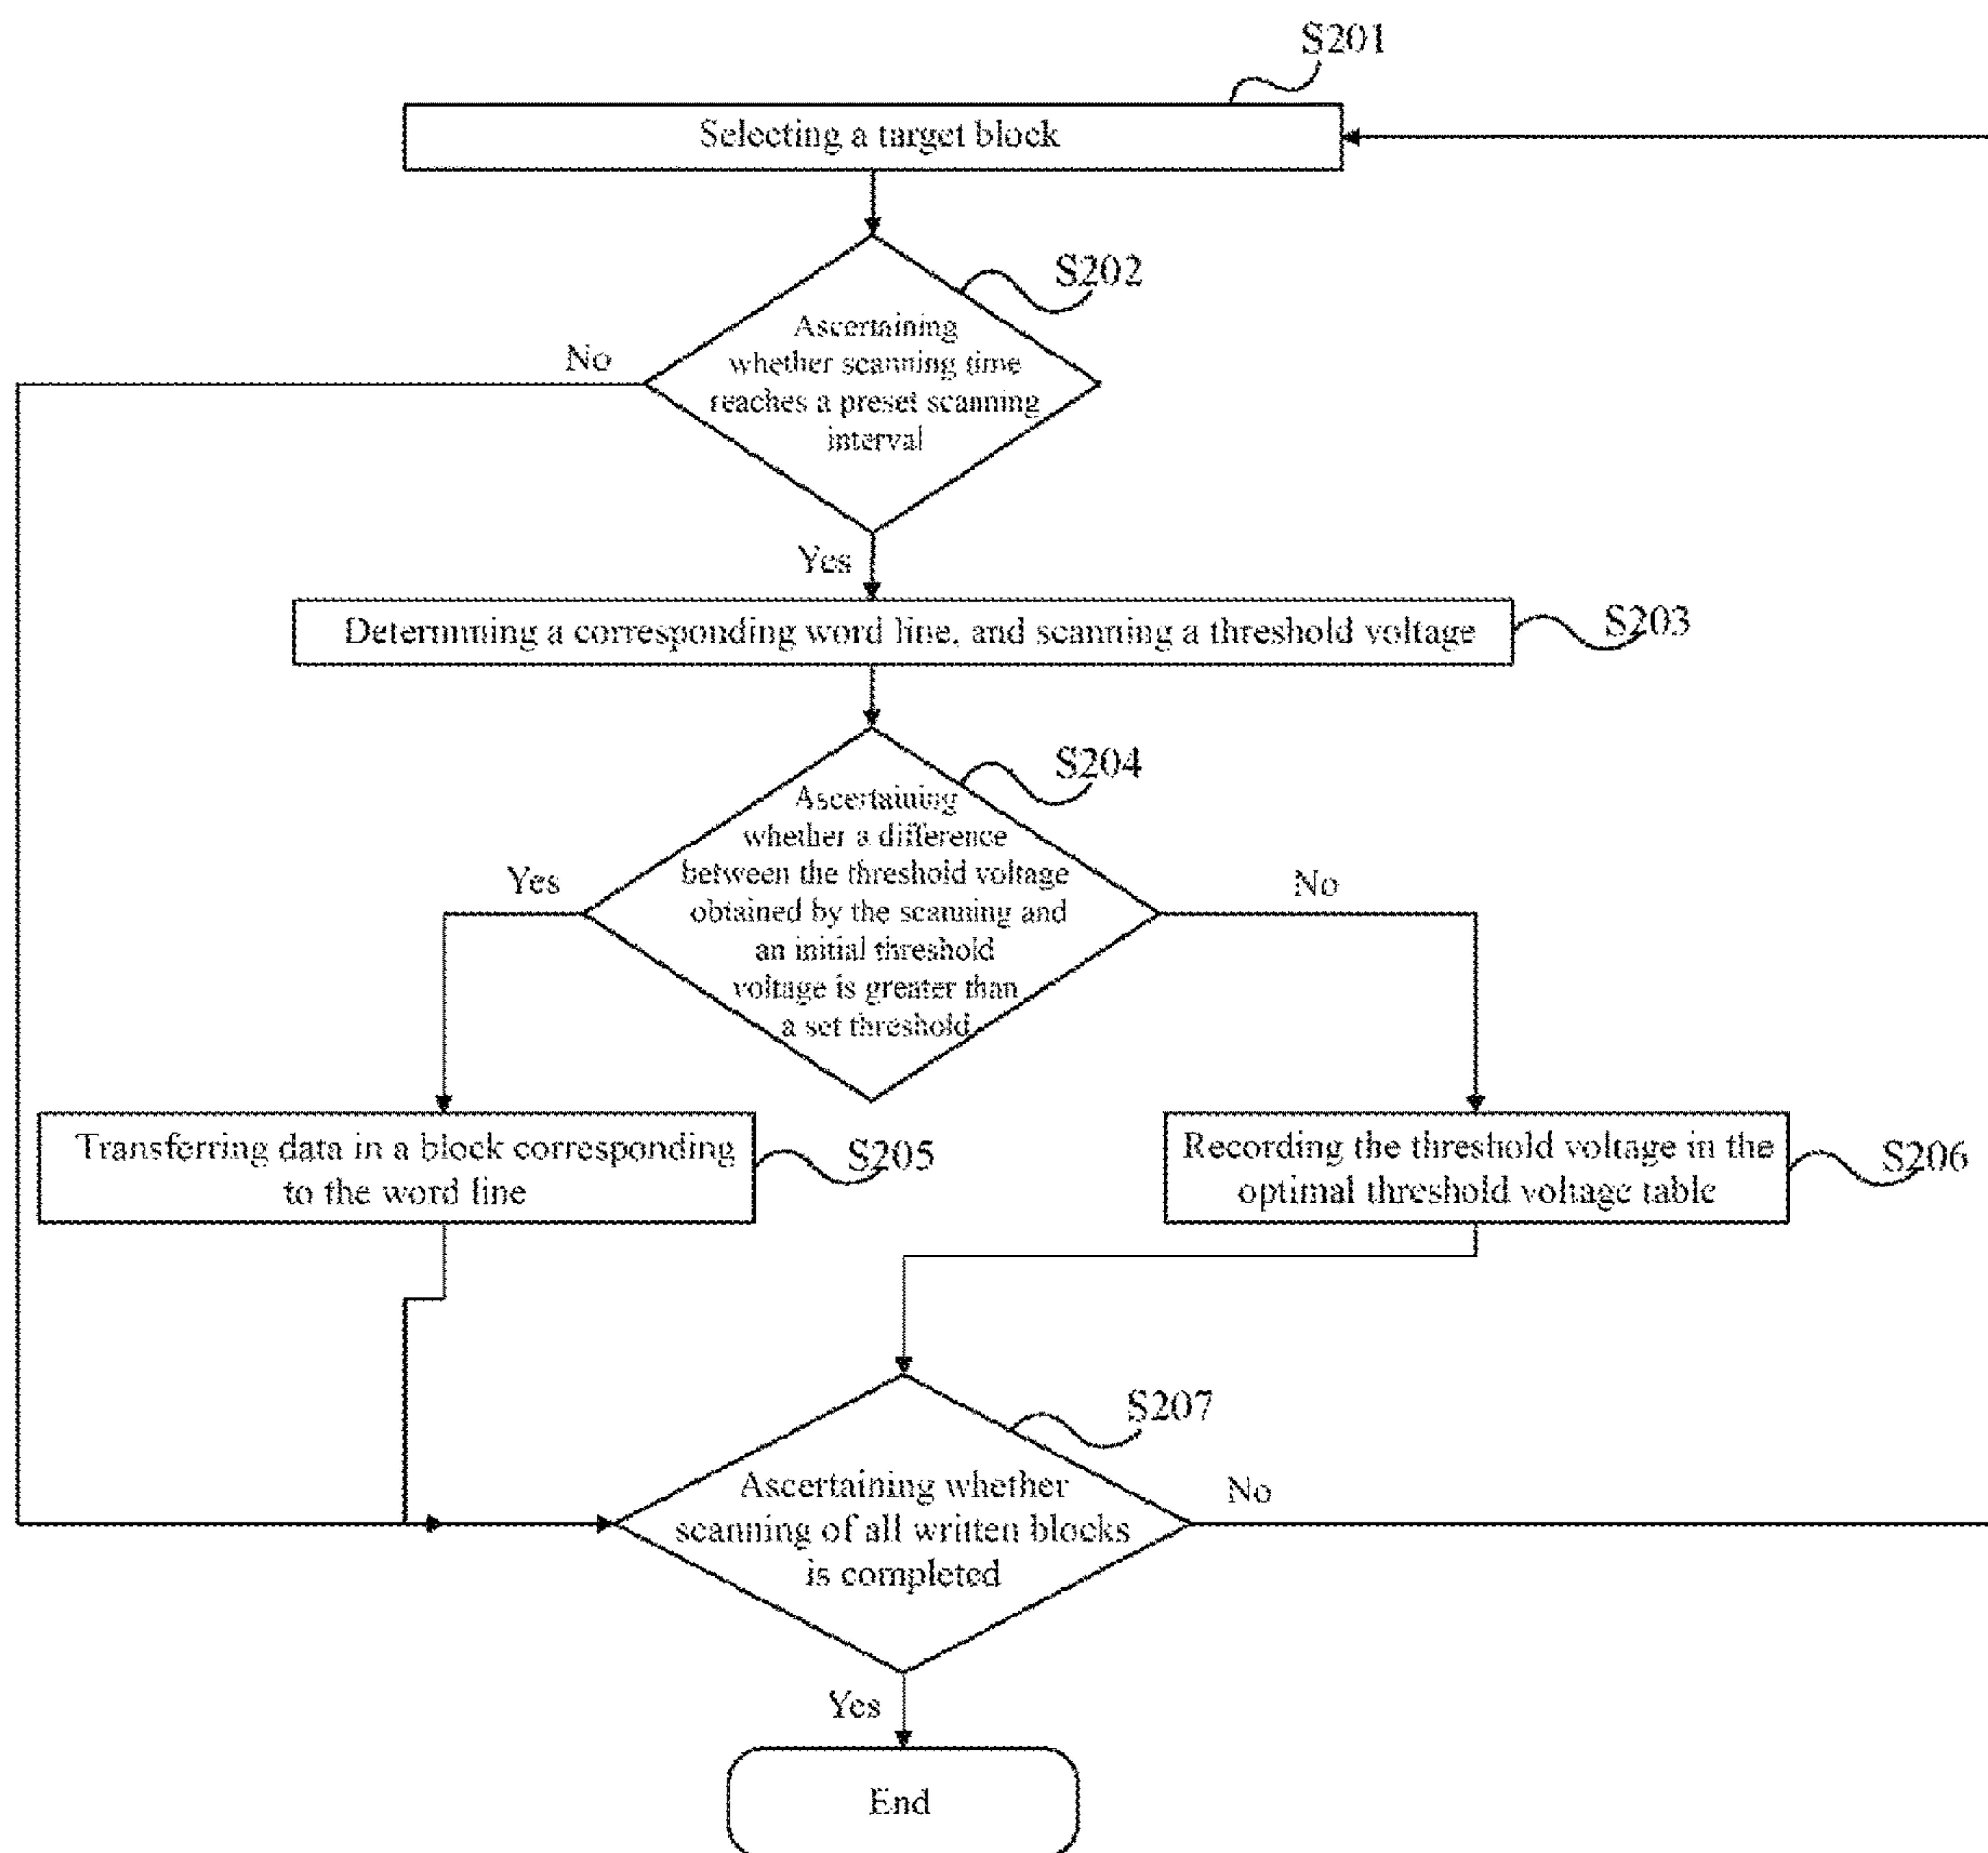 S201
Selecting a target block
S202
Ascertaining
whether scanning time
reaches a preset scanning
interval
No
Yes
Determining a corresponding word line, and scanning a threshold voltage
S203
S204
Ascertaining
whether a difference
between the threshold voltage
obtained by the scanning and
an initial threshold
voltage is greater than
a set threshold
Yes
No
Transferring data in a block corresponding
to the word line
S205
Recording the threshold voltage in the
optimal threshold voltage table
S206
S207
Ascertaining whether
scanning of all written blocks
is completed
No
Yes
End